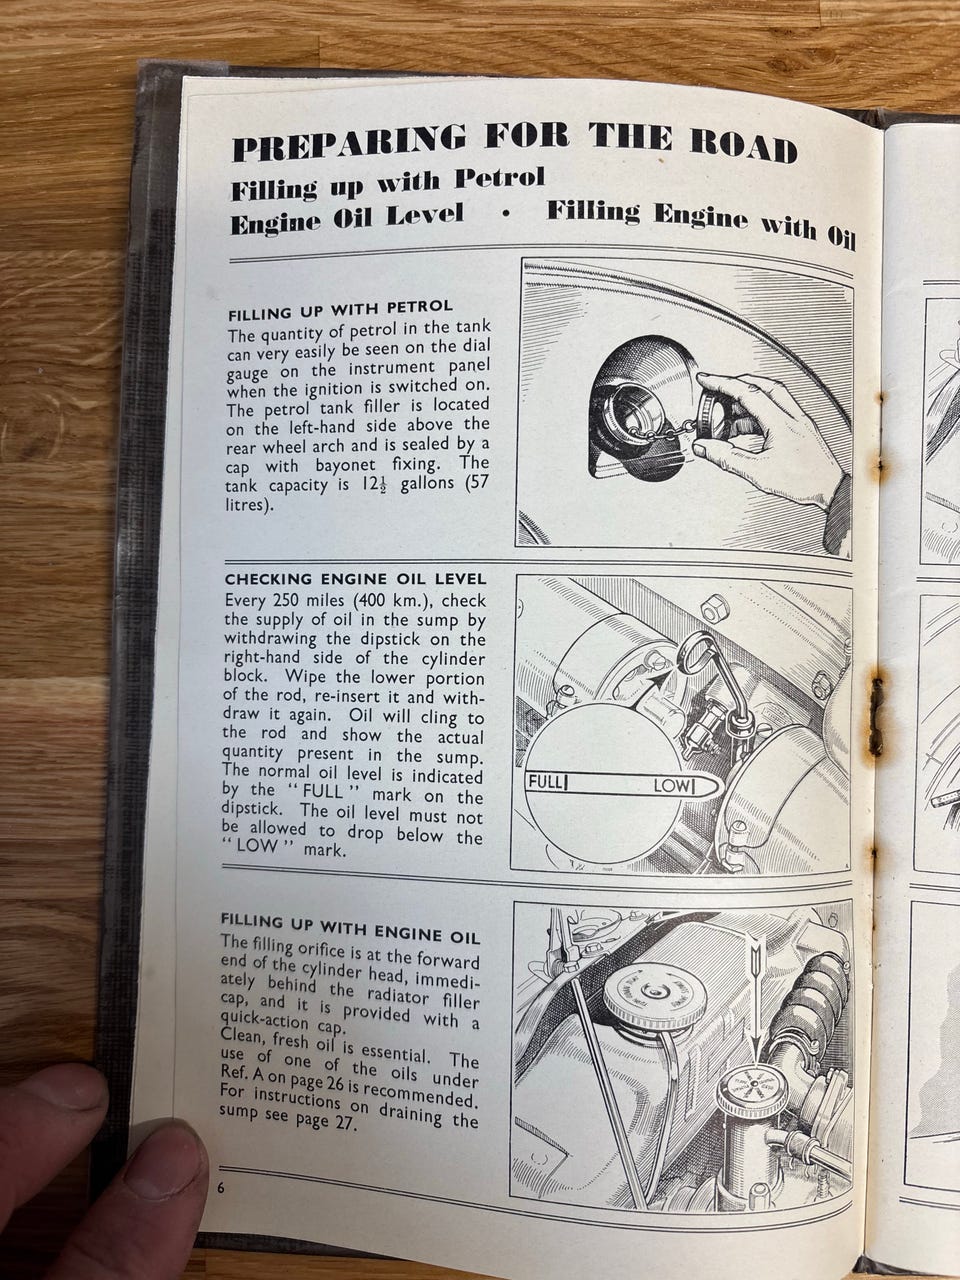 PREPARING FOR THE ROAD
Filling up with Petrol
Engine Oil Level • Filling Engine with Oil
FILLING UP WITH PETROL
The quantity of petrol in the tank
can very easily be seen on the dial
gauge on the instrument panel
when the ignition is switched on.
The petrol tank filler is located
on the left-hand side above the
rear wheel arch and is sealed by a
cap with bayonet fixing. The
tank capacity is 12½ gallons (57
litres).
CHECKING ENGINE OIL LEVEL
Every 250 miles (400 km.), check
the supply of oil in the sump by
withdrawing the dipstick on the
right-hand side of the cylinder
block. Wipe the lower portion
of the rod, re-insert it and with-
draw it again. Oil will cling to
the rod and show the actual
quantity present in the sump.
The normal oil level is indicated
by the “FULL” mark on the
dipstick. The oil level must not
be allowed to drop below the
“LOW” mark.
FULL LOW
FILLING UP WITH ENGINE OIL
The filling orifice is at the forward
end of the cylinder head, immedi-
ately behind the radiator filler
cap, and it is provided with a
quick-action cap.
Clean, fresh oil is essential. The
use of one of the oils under
Ref. A on page 26 is recommended.
For instructions on draining the
sump see page 27.
6